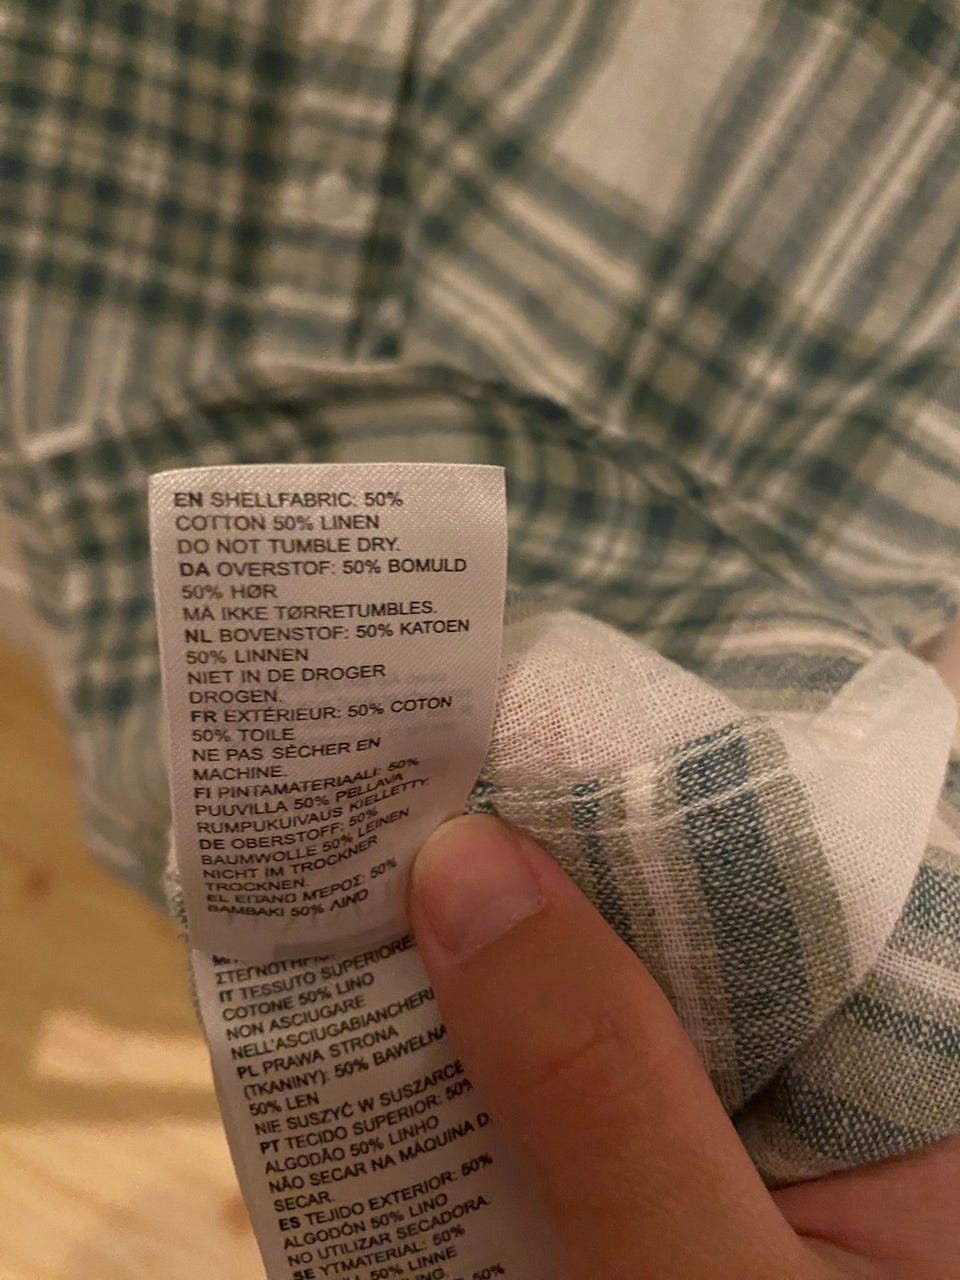 EN SHELLFABRIC: 50%
COTTON 50% LINEN
DO NOT TUMBLE DRY.
DA OVERSTOF: 50% BOMULD
50% HØR
MÅ IKKE TØRRETUMBLES.
NL BOVENSTOF: 50% KATOEN
50% LINNEN
NIET IN DE DROGER
DROGEN.
FR EXTÉRIEUR: 50% COTON
50% TOILE
NE PAS SÉCHER EN
MACHINE.
FI PINTAMATERIAALI: 50%
PUUVILLA 50% PELLAVA
RUMPUKUIVAUS KIELLETTY.
DE OBERSTOFF: 50%
BAUMWOLLE 50% LEINEN
NICHT IM TROCKNER
TROCKNEN.
EL ΕΠΑΝΩ ΜΈΡΟΣ: 50%
ΒΑΜΒΑΚΙ 50% ΛΙΝΟ
IT TESSUTO SUPERIORE:
COTONE 50% LINO
NON ASCIUGARE
NELL'ASCIUGABIANCHERI
PL PRAWA STRONA
(TKANINY): 50% BAWEŁNA
50% LEN
NIE SUSZYĆ W SUSZARCE
PT TECIDO SUPERIOR: 50%
ALGODÃO 50% LINHO
NÃO SECAR NA MÁQUINA D
SECAR.
ES TEJIDO EXTERIOR: 50%
ALGODÓN 50% LINO
NO UTILIZAR SECADORA.
SE YTMATERIAL: 50%
50% LINNE
50%